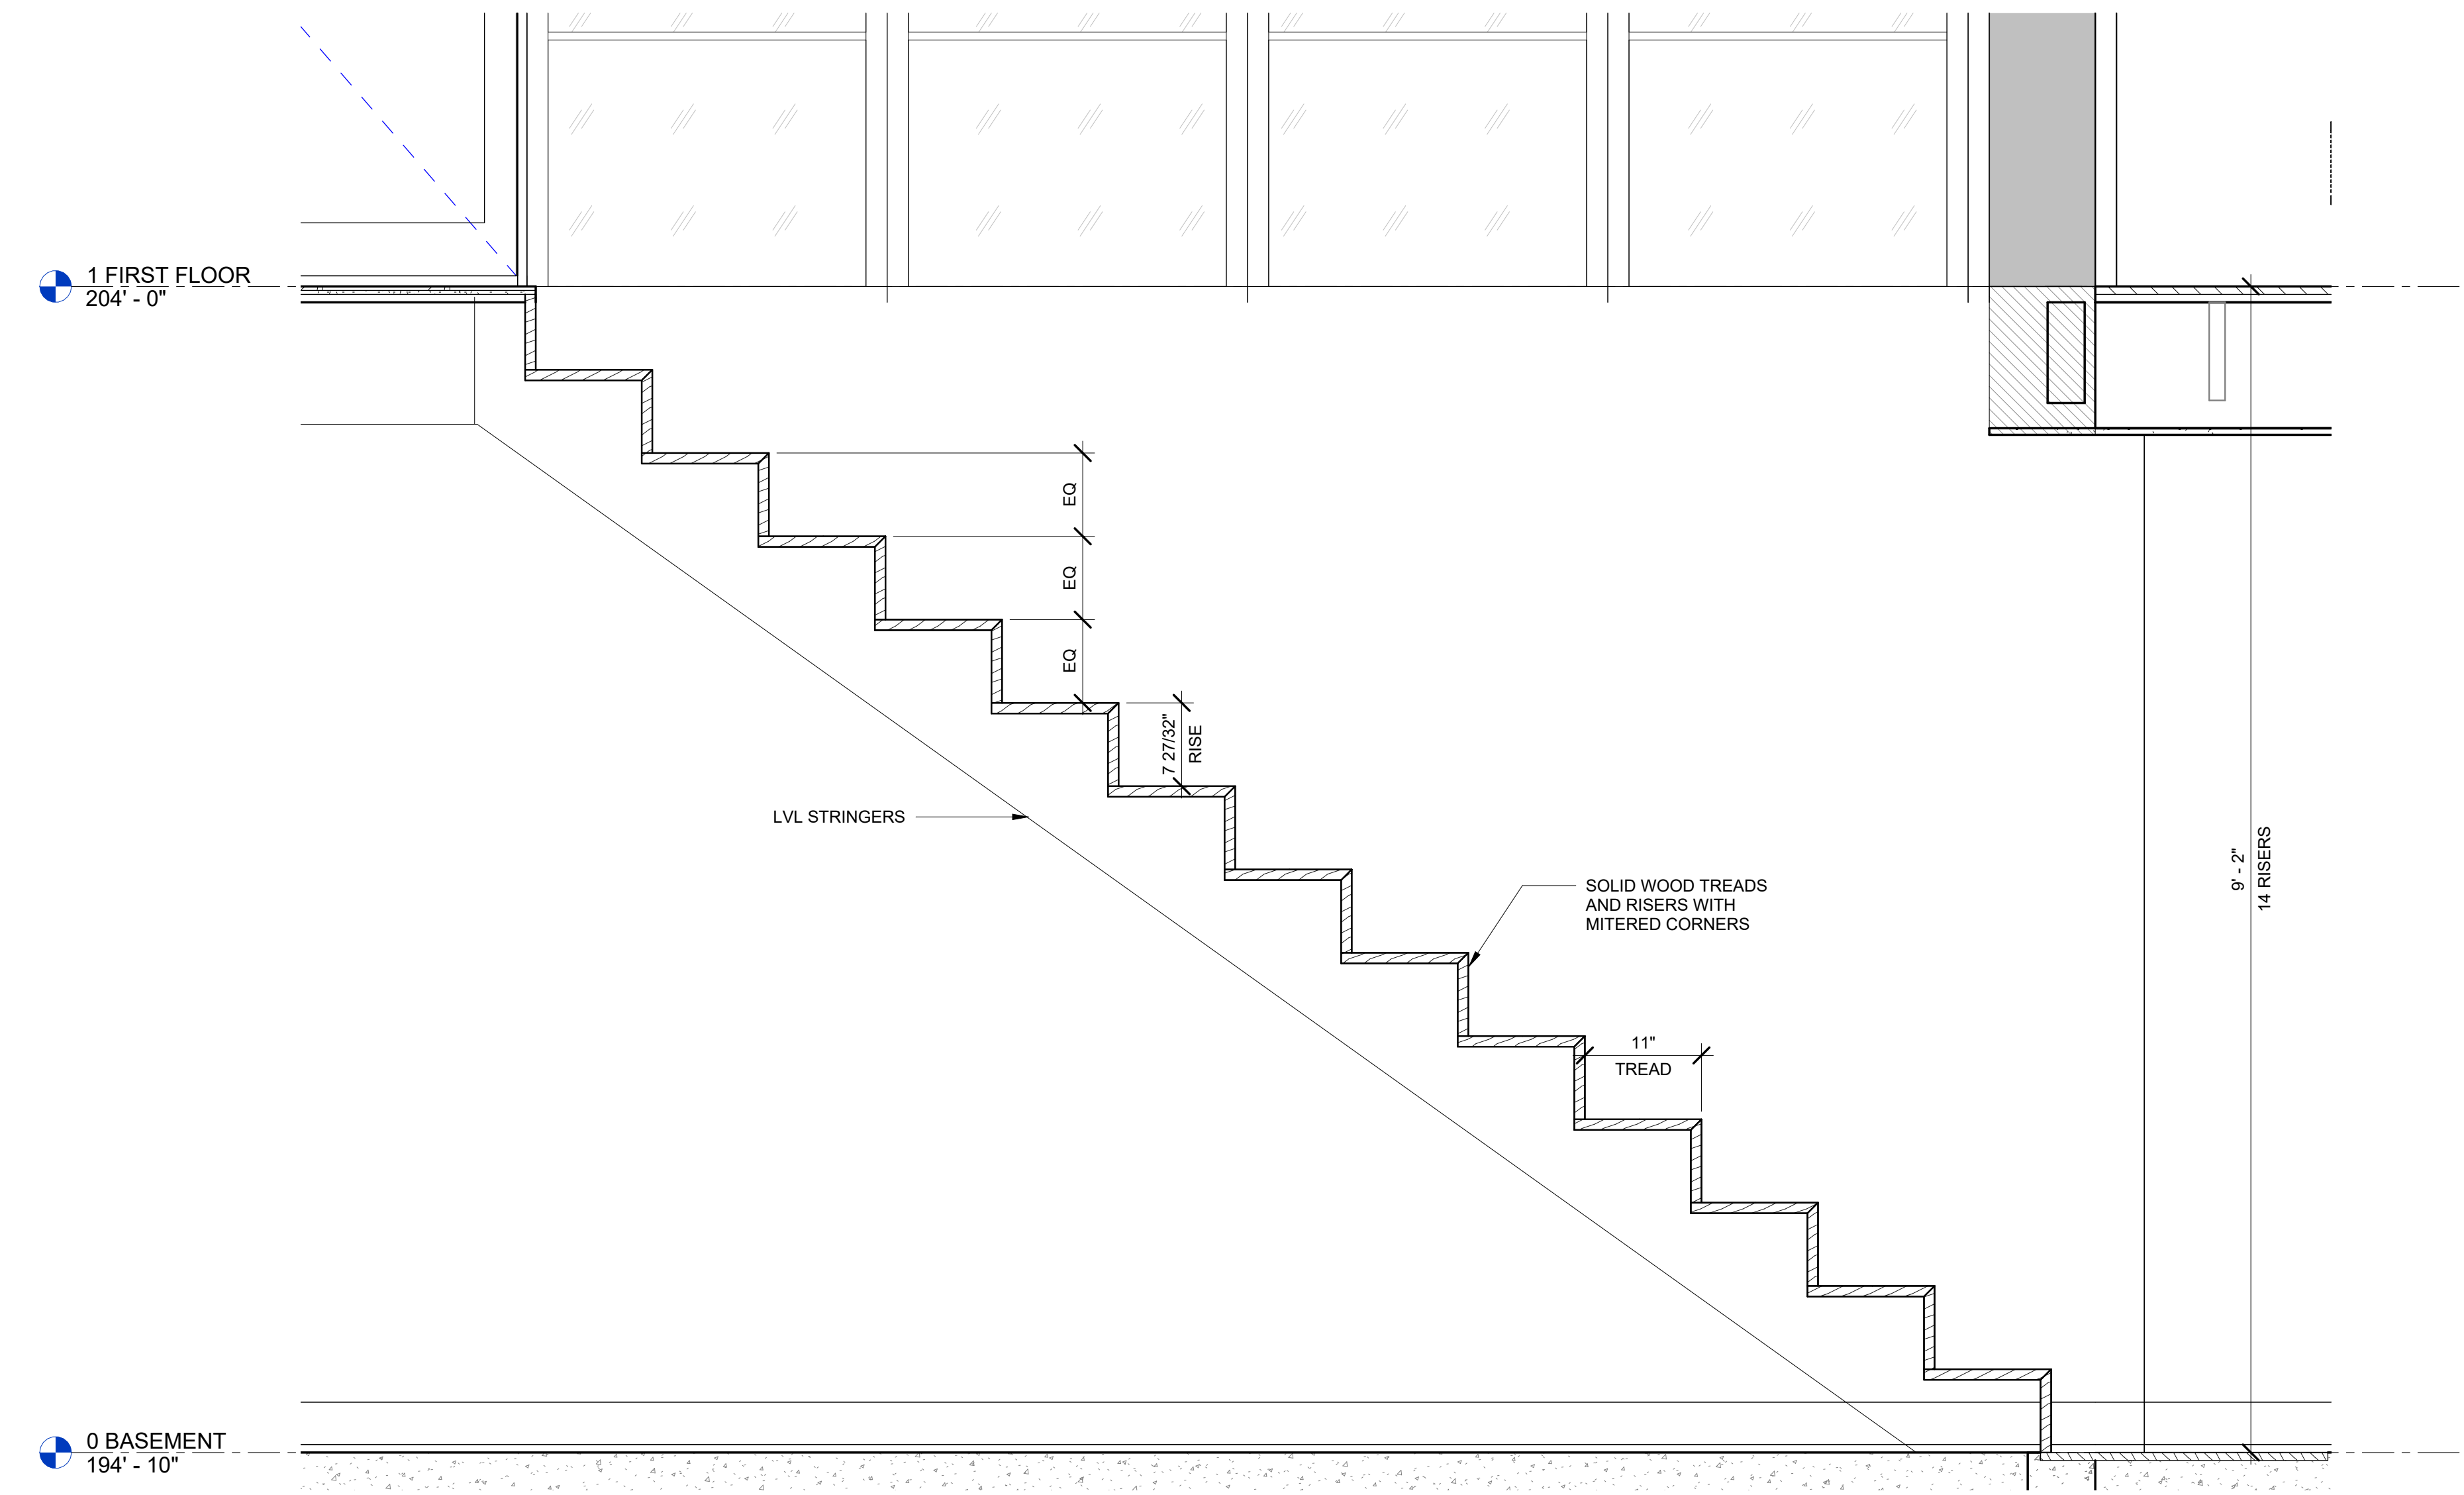 1 FIRST FLOOR
204' - 0"
EQ
EQ
EQ
7 27/32"
RISE
LVL STRINGERS
SOLID WOOD TREADS
AND RISERS WITH
MITERED CORNERS
9' - 2"
14 RISERS
11"
TREAD
0 BASEMENT
194' - 10"